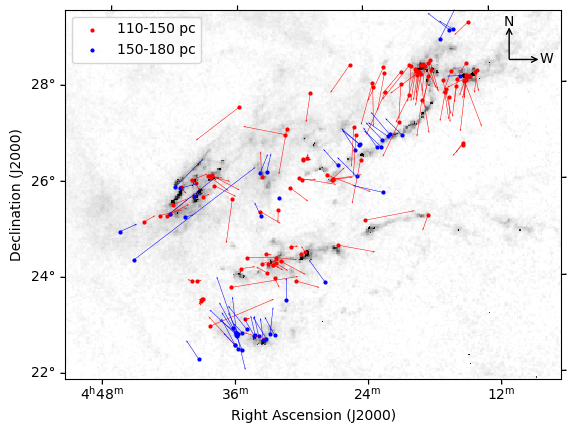 110-150 pc
150-180 pc
N
W
28°
26°
24°
22°
Declination (J2000)
4ʰ48ᵐ 36ᵐ 24ᵐ 12ᵐ
Right Ascension (J2000)